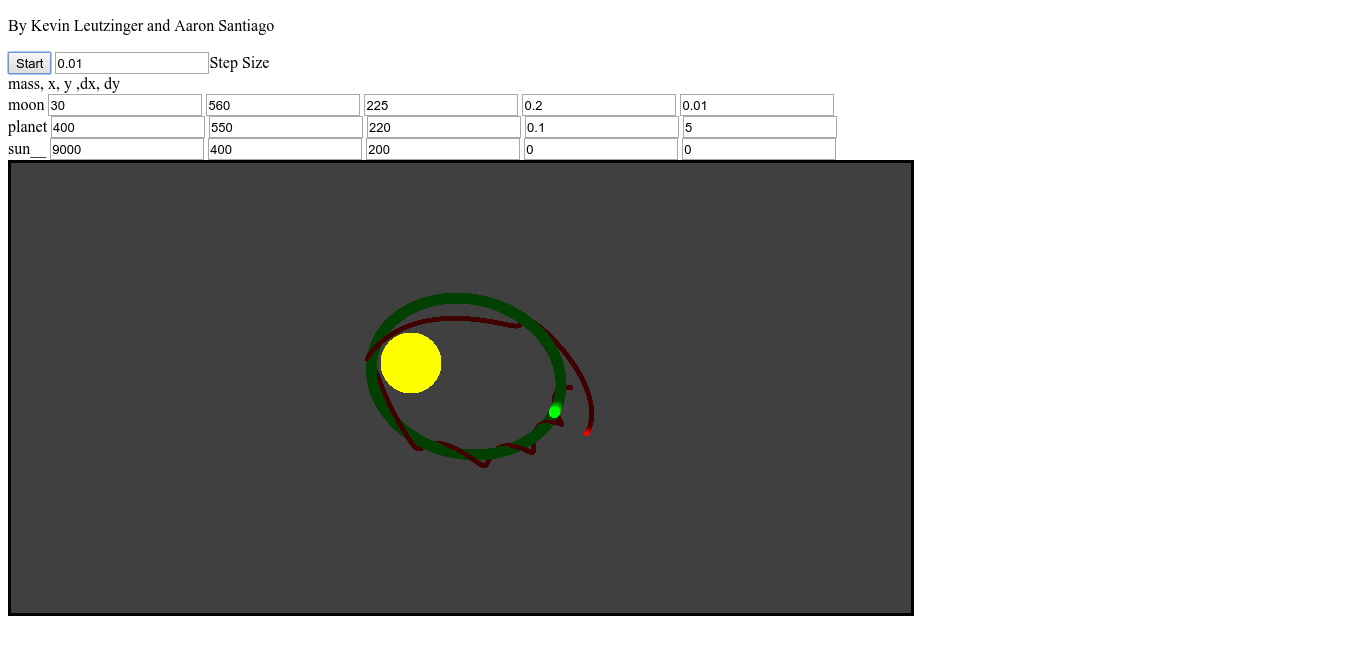 By Kevin Leutzinger and Aaron Santiago
Start 0.01 Step Size
mass, x, y ,dx, dy
moon 30 560 225 0.2 0.01
planet 400 550 220 0.1 5
sun__ 9000 400 200 0 0